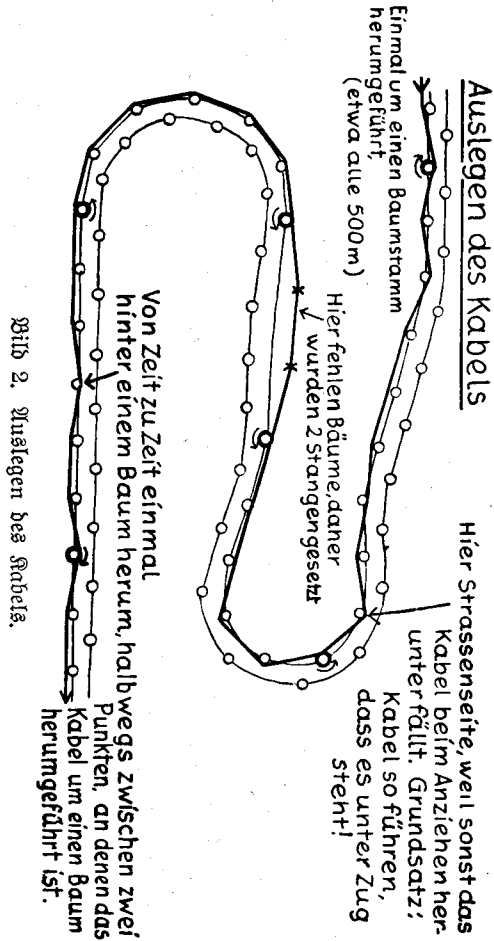 Auslegen des Kabels
Einmal um einen Baumstamm
herumgeführt,
(etwa alle 500m)
Hier fehlen Bäume, daher
wurden 2 Stangen gesetzt
Hier Strassenseite, weil sonst das
Kabel beim Anziehen her-
unterfällt. Grundsatz:
Kabel so führen,
dass es unter Zug
steht!
Von Zeit zu Zeit einmal
hinter einem Baum herum, halbwegs zwischen zwei
Punkten, an denen das
Kabel um einen Baum
herumgeführt ist.
Bild 2. Auslegen des Kabels.